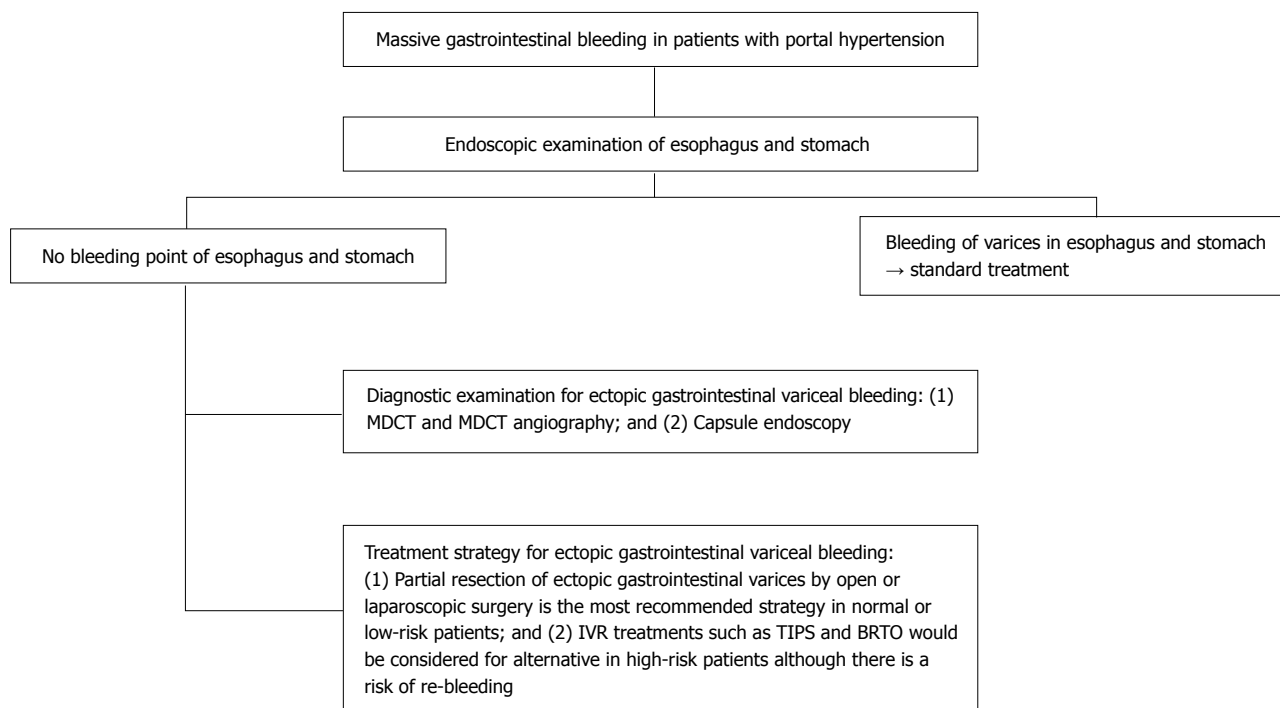 Massive gastrointestinal bleeding in patients with portal hypertension
Endoscopic examination of esophagus and stomach
No bleeding point of esophagus and stomach
Bleeding of varices in esophagus and stomach
→ standard treatment
Diagnostic examination for ectopic gastrointestinal variceal bleeding: (1)
MDCT and MDCT angiography; and (2) Capsule endoscopy
Treatment strategy for ectopic gastrointestinal variceal bleeding:
(1) Partial resection of ectopic gastrointestinal varices by open or
laparoscopic surgery is the most recommended strategy in normal or
low-risk patients; and (2) IVR treatments such as TIPS and BRTO would
be considered for alternative in high-risk patients although there is a
risk of re-bleeding